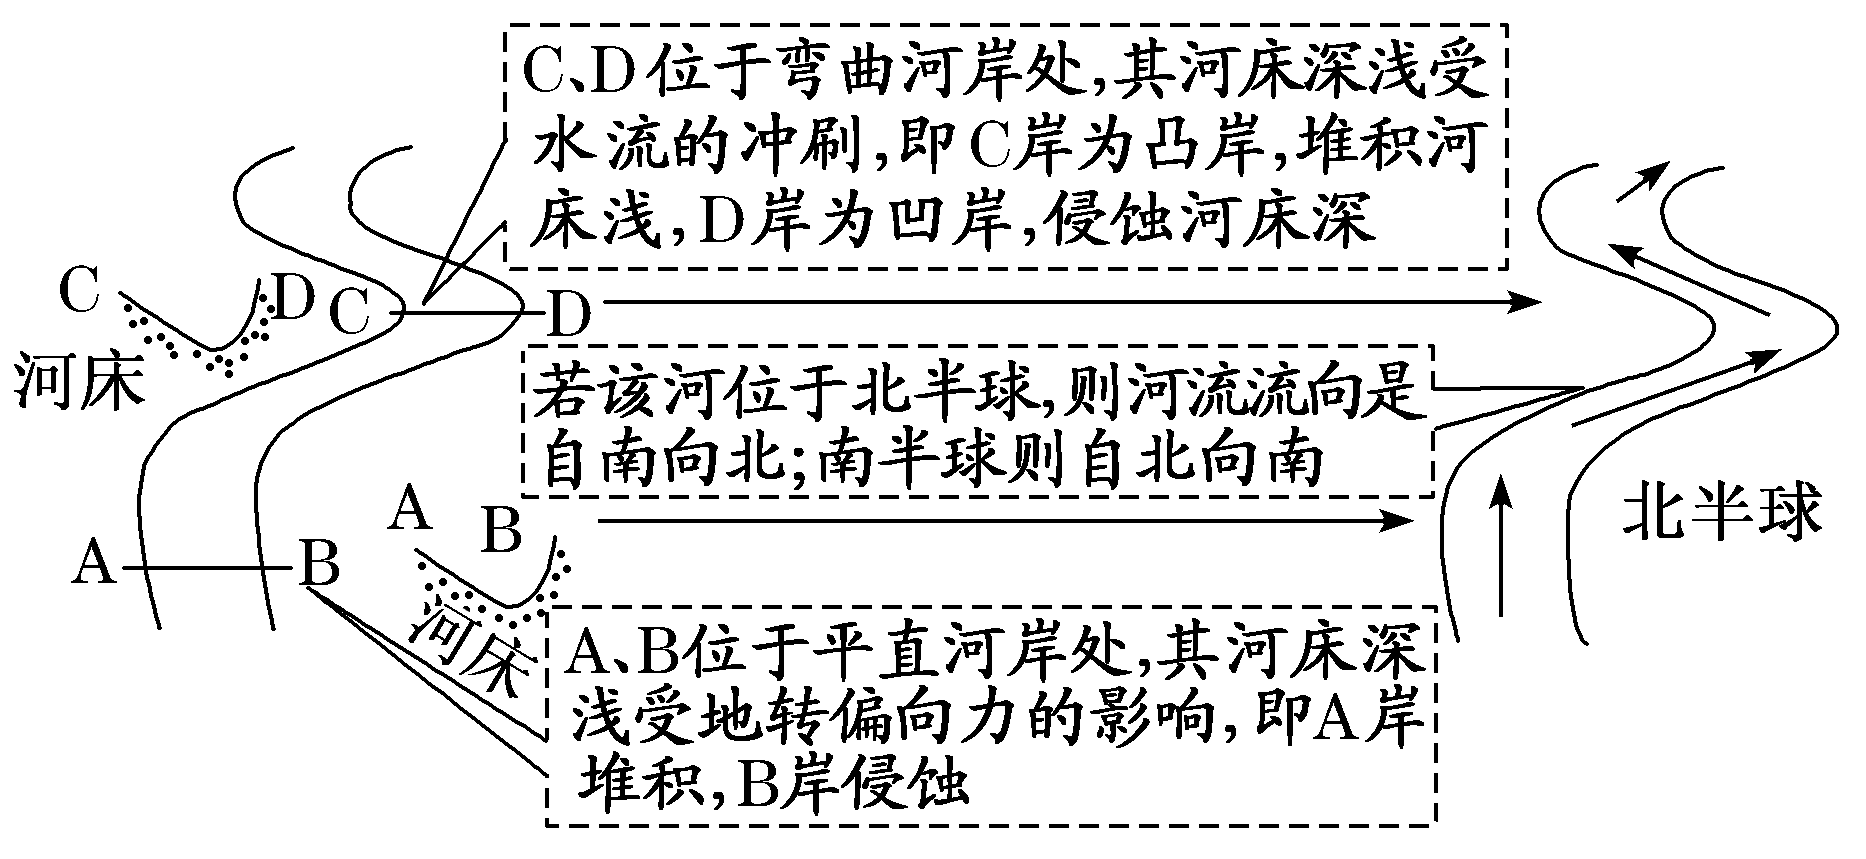 C、D位于弯曲河岸处,其河床深浅受
水流的冲刷,即C岸为凸岸,堆积河
床浅,D岸为凹岸,侵蚀河床深
C
D
河床
C
D
若该河位于北半球,则河流流向是
自南向北;南半球则自北向南
北半球
A
B
A
B
河床
A、B位于平直河岸处,其河床深
浅受地转偏向力的影响,即A岸
堆积,B岸侵蚀